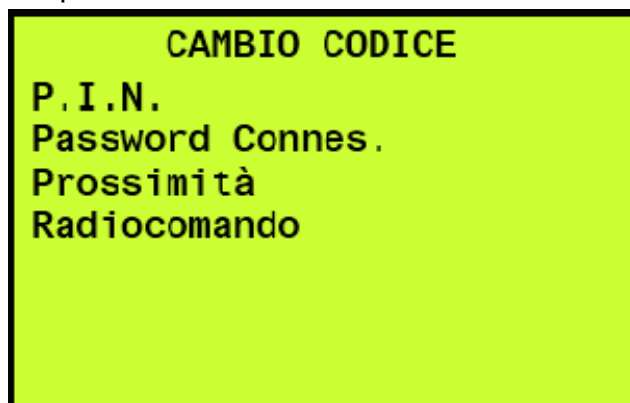 CAMBIO CODICE
P.I.N.
Password Connes.
Prossimità
Radiocomando